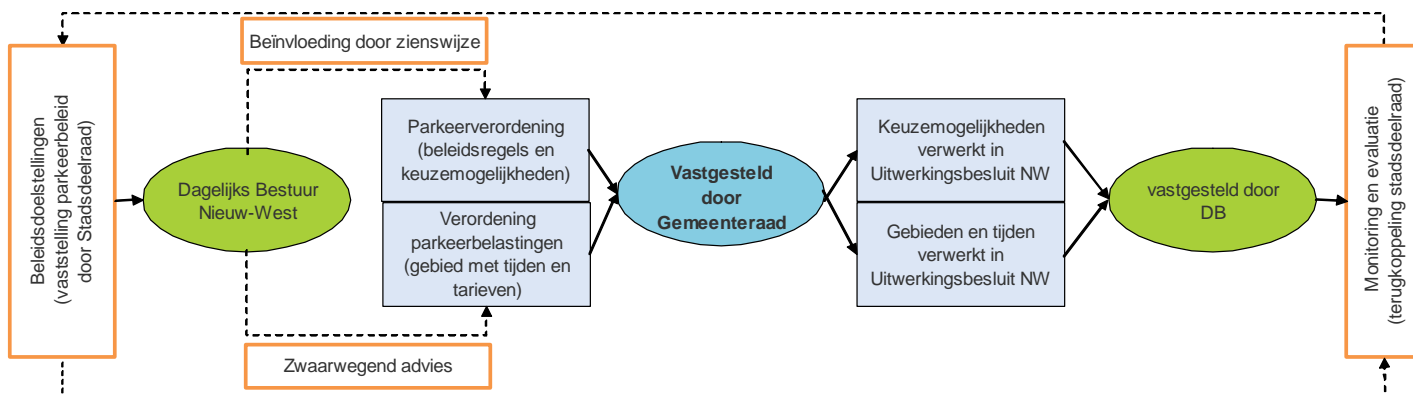 Beleidsdoelstellingen
(vaststelling parkeerbeleid
door Stadsdeelraad)
Beïnvloeding door zienswijze
Dagelijks Bestuur
Nieuw-West
Zwaarwegend advies
Parkeerverordening
(beleidsregels en
keuzemogelijkheden)
Verordening
parkeerbelastingen
(gebied met tijden en
tarieven)
Vastgesteld
door
Gemeenteraad
Keuzemogelijkheden
verwerkt in
Uitwerkingsbesluit NW
Gebieden en tijden
verwerkt in
Uitwerkingsbesluit NW
vastgesteld door
DB
Monitoring en evaluatie
(terugkoppeling stadsdeelraad)